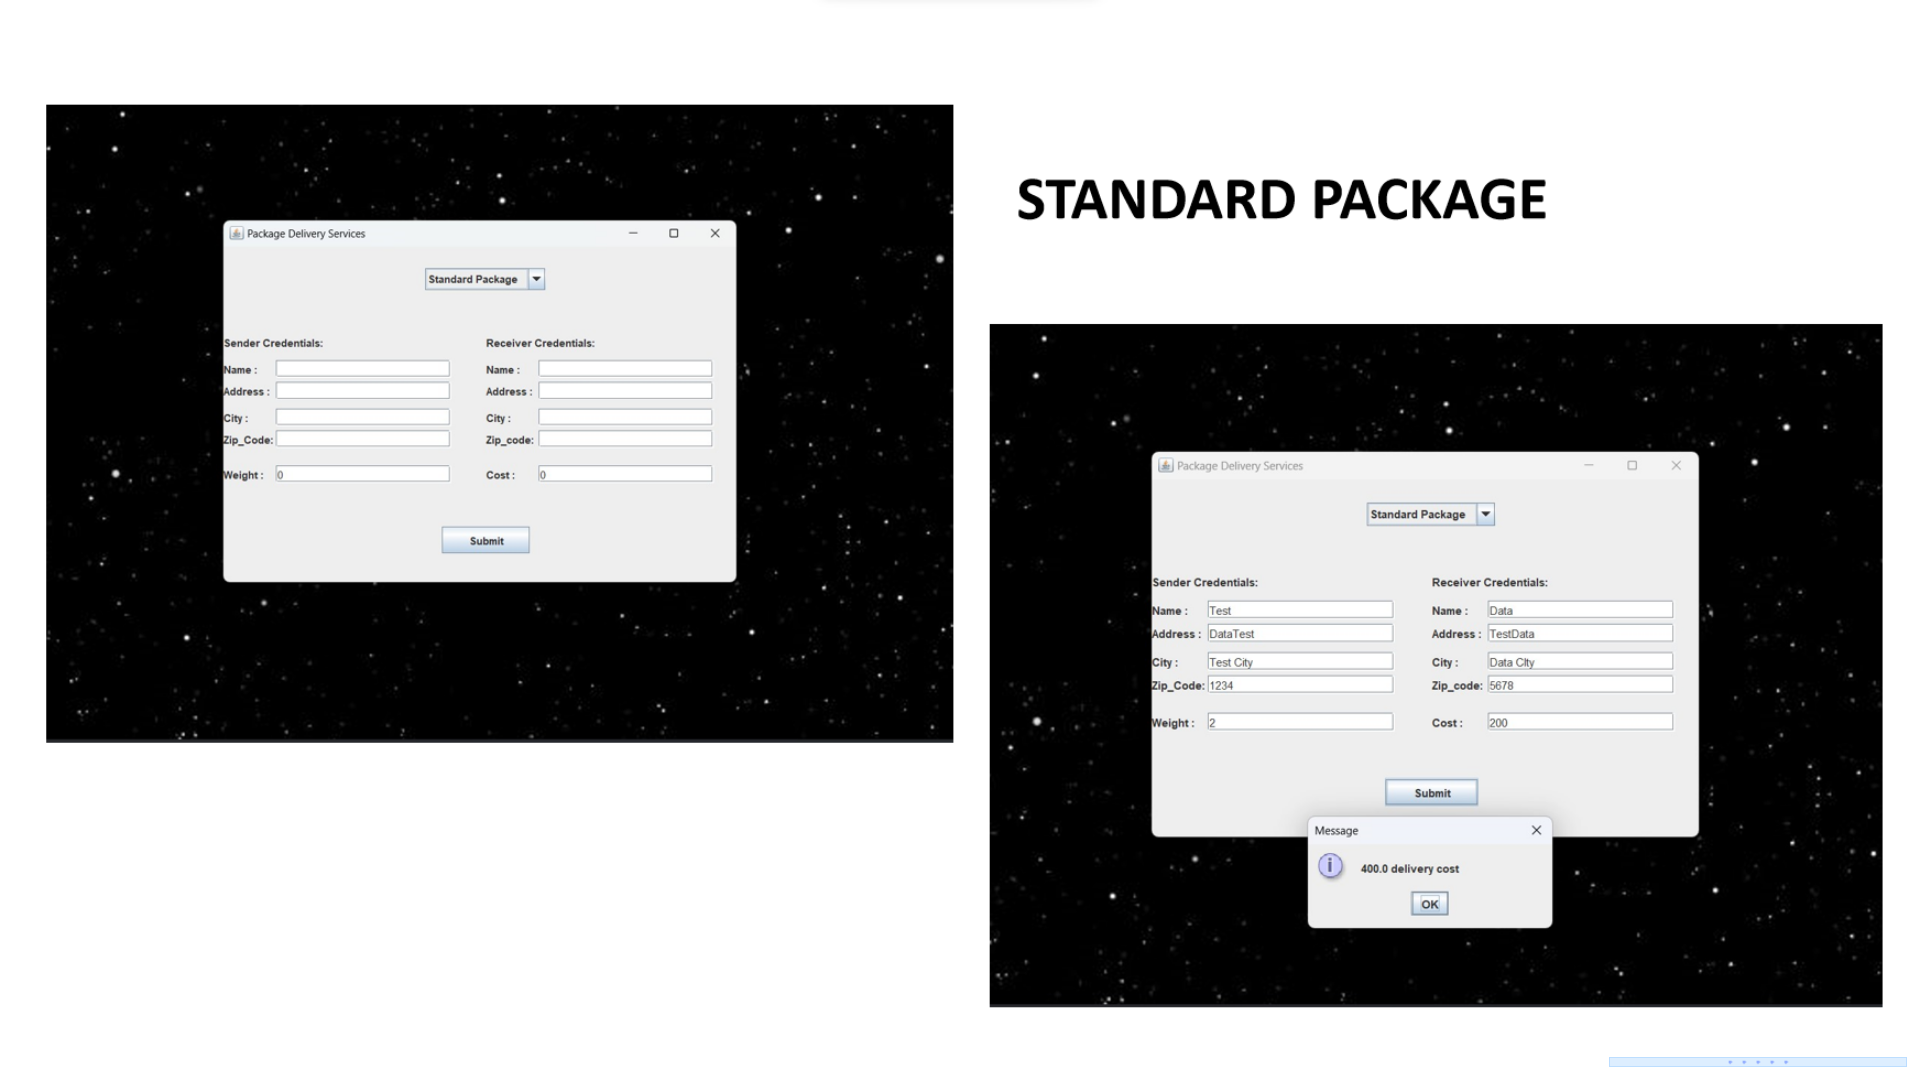 Package Delivery Services
Standard Package
Sender Credentials: Receiver Credentials:
Name : Name :
Address : Address :
City : City :
Zip_Code: Zip_code:
Weight : 0 Cost : 0
Submit
STANDARD PACKAGE
Package Delivery Services
Standard Package
Sender Credentials: Receiver Credentials:
Name : Test Name : Data
Address : DataTest Address : TestData
City : Test City City : Data CIty
Zip_Code: 1234 Zip_code: 5678
Weight : 2 Cost : 200
Submit
Message
400.0 delivery cost
OK